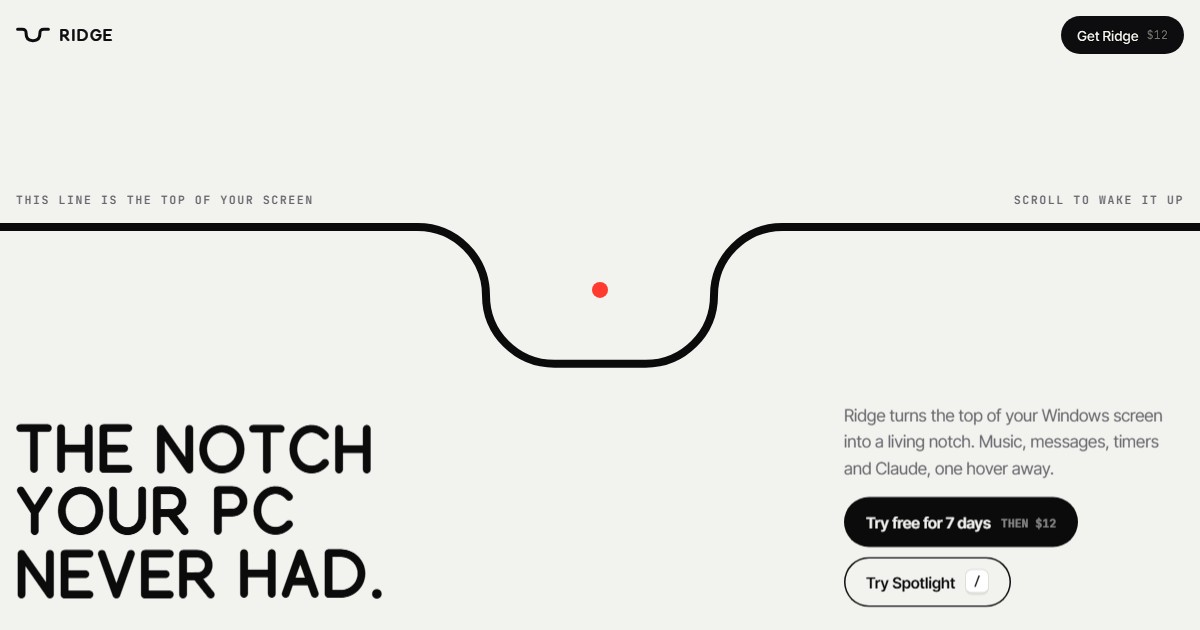 RIDGE
Get Ridge $12
THIS LINE IS THE TOP OF YOUR SCREEN
SCROLL TO WAKE IT UP
THE NOTCH
YOUR PC
NEVER HAD.
Ridge turns the top of your Windows screen
into a living notch. Music, messages, timers
and Claude, one hover away.
Try free for 7 days THEN $12
Try Spotlight /